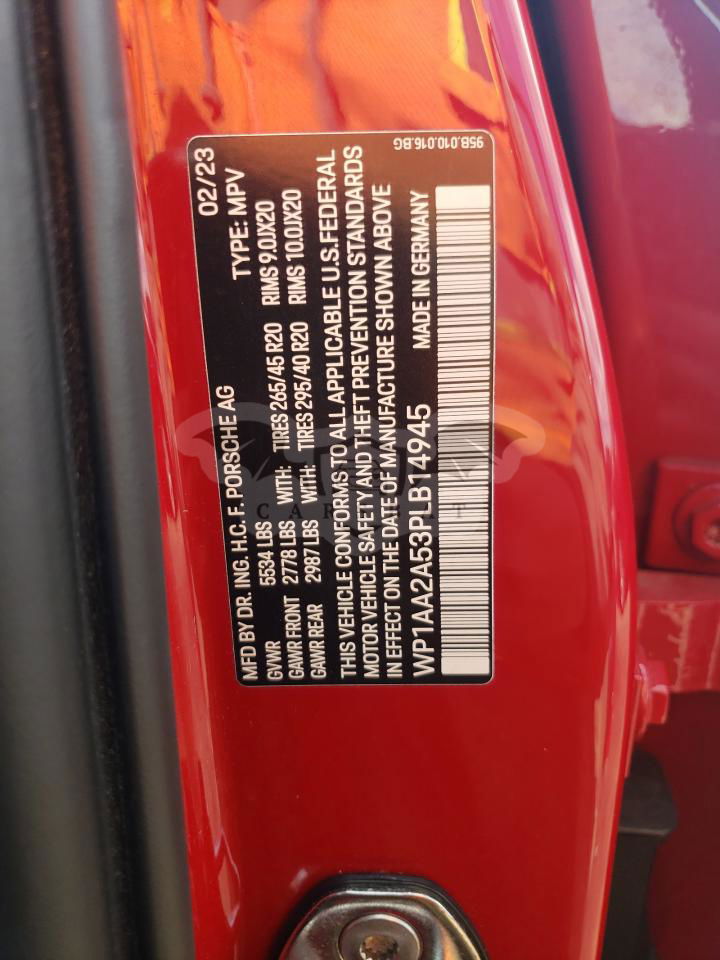 MFD BY DR. ING. H.C. F. PORSCHE AG 02/23
GVWR 5534 LBS TYPE: MPV
GAWR FRONT 2778 LBS WITH: TIRES 265/45 R20 RIMS 9.0JX20
GAWR REAR 2987 LBS WITH: TIRES 295/40 R20 RIMS 10.0JX20
THIS VEHICLE CONFORMS TO ALL APPLICABLE U.S.FEDERAL
MOTOR VEHICLE SAFETY AND THEFT PREVENTION STANDARDS
IN EFFECT ON THE DATE OF MANUFACTURE SHOWN ABOVE
WP1AA2A53PLB14945 MADE IN GERMANY
95B.010.016.BG